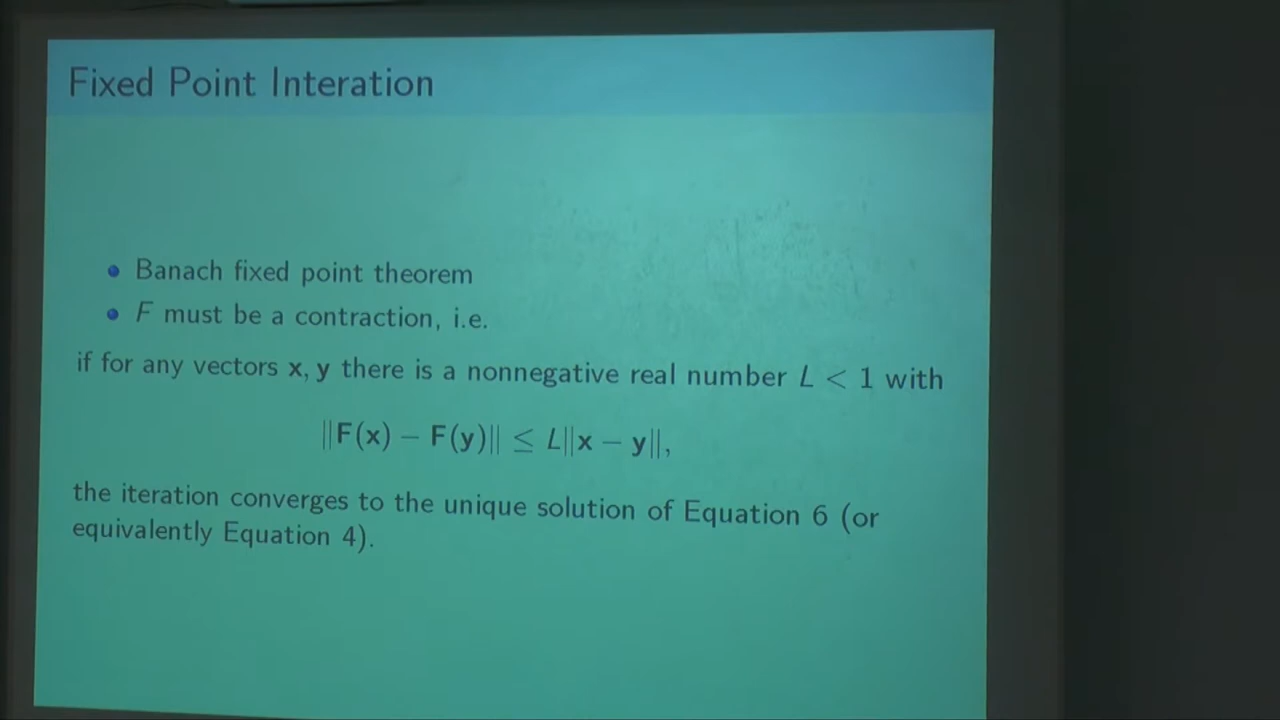 Fixed Point Interation
• Banach fixed point theorem
• F must be a contraction, i.e.
if for any vectors x, y there is a nonnegative real number L < 1 with
‖F(x) − F(y)‖ ≤ L‖x − y‖,
the iteration converges to the unique solution of Equation 6 (or
equivalently Equation 4).